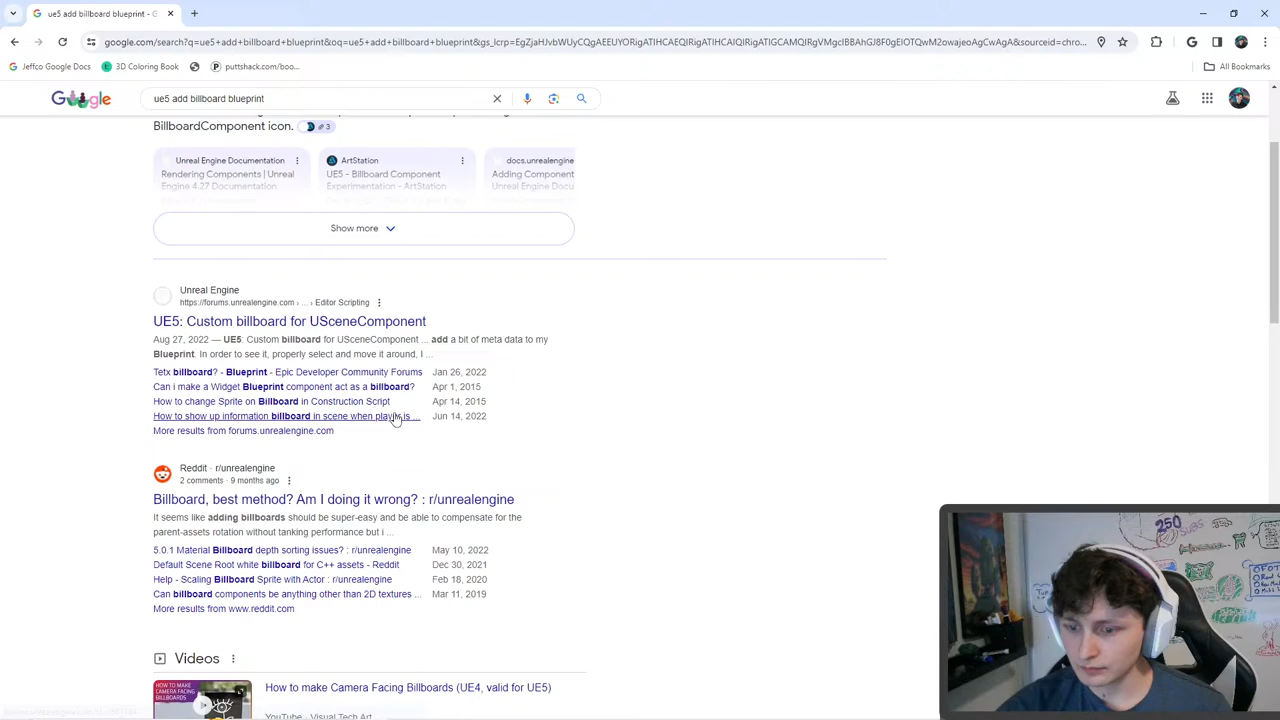 ue5 add billboard blueprint - G
google.com/search?q=ue5+add+billboard+blueprint&oq=ue5+add+billboard+blueprint&gs_lcrp=
Jeffco Google Docs
3D Coloring Book
puttshack.com/boo...
All Bookmarks
Google
ue5 add billboard blueprint
BillboardComponent icon.
3
Unreal Engine Documentation
Rendering Components | Unreal
Engine 4.27 Documentation
ArtStation
UE5 - Billboard Component
Experimentation - ArtStation
docs.unrealengine
Adding Component
Unreal Engine Docu
Show more
Unreal Engine
https://forums.unrealengine.com › ... › Editor Scripting
UE5: Custom billboard for USceneComponent
Aug 27, 2022 — UE5: Custom billboard for USceneComponent ... add a bit of meta data to my
Blueprint. In order to see it, properly select and move it around, I ...
Tetx billboard? - Blueprint - Epic Developer Community Forums Jan 26, 2022
Can i make a Widget Blueprint component act as a billboard? Apr 1, 2015
How to change Sprite on Billboard in Construction Script Apr 14, 2015
How to show up information billboard in scene when player is ... Jun 14, 2022
More results from forums.unrealengine.com
Reddit · r/unrealengine
2 comments · 9 months ago
Billboard, best method? Am I doing it wrong? : r/unrealengine
It seems like adding billboards should be super-easy and be able to compensate for the
parent-assets rotation without tanking performance but i ...
5.0.1 Material Billboard depth sorting issues? : r/unrealengine May 10, 2022
Default Scene Root white billboard for C++ assets - Reddit Dec 30, 2021
Help - Scaling Billboard Sprite with Actor : r/unrealengine Feb 18, 2020
Can billboard components be anything other than 2D textures ... Mar 11, 2019
More results from www.reddit.com
Videos
HOW TO MAKE
CAMERA FACING
BILLBOARDS
How to make Camera Facing Billboards (UE4, valid for UE5)
YouTube · Visual Tech Art
250
SUBS